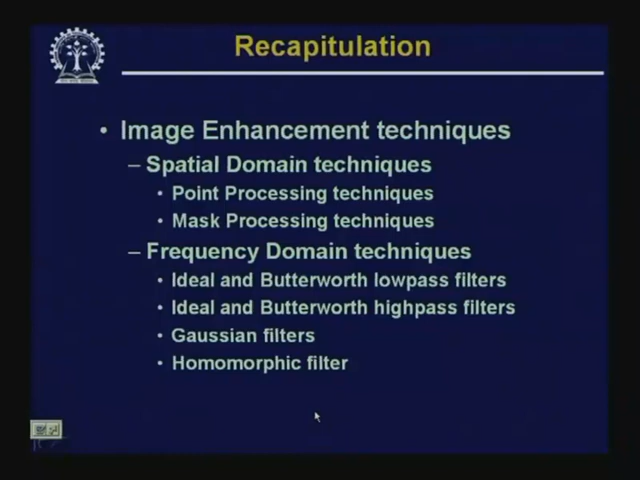 Recapitulation
• Image Enhancement techniques
– Spatial Domain techniques
• Point Processing techniques
• Mask Processing techniques
– Frequency Domain techniques
• Ideal and Butterworth lowpass filters
• Ideal and Butterworth highpass filters
• Gaussian filters
• Homomorphic filter